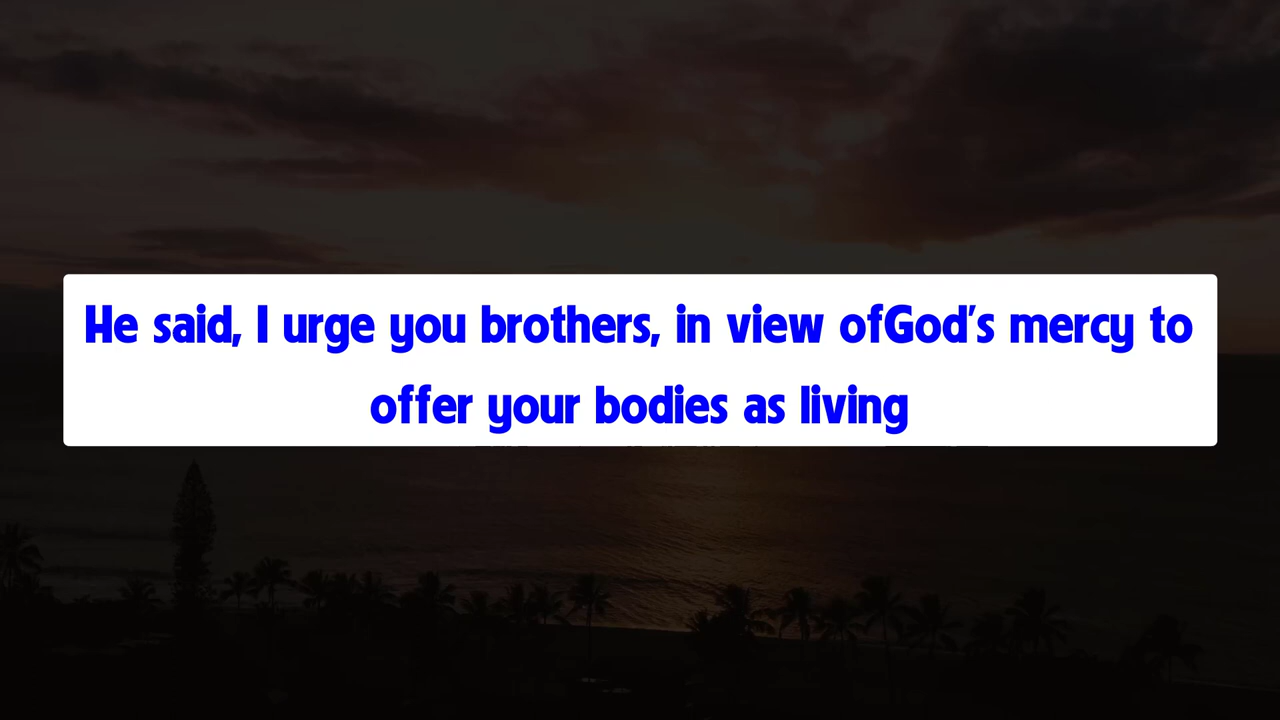 He said, I urge you brothers, in view ofGod's mercy to
offer your bodies as living